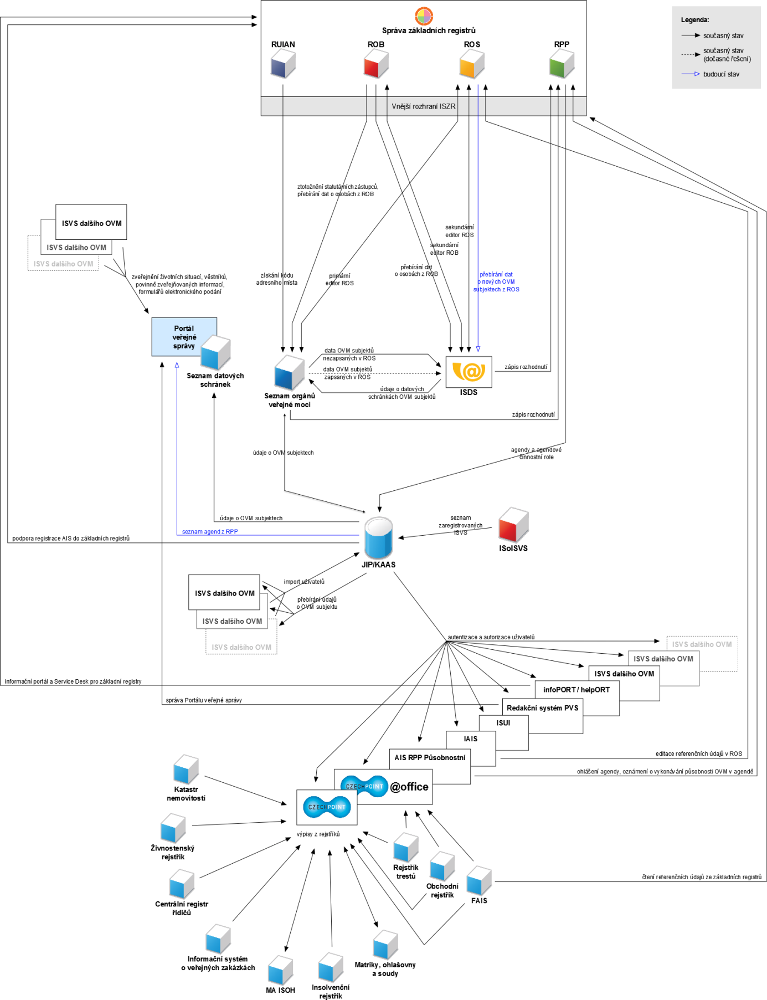 Správa základních registrů
RUIAN
ROB
ROS
RPP
Vnější rozhraní ISZR
Legenda:
současný stav
současný stav
(dočasné řešení)
budoucí stav
ztotožnění statutárních zástupců,
přebírání dat o osobách z ROB
ISVS dalšího OVM
ISVS dalšího OVM
ISVS dalšího OVM
zveřejnění životních situací, věstníků,
povinně zveřejňovaných informací,
formulářů elektronického podání
získání kódu
adresního místa
primární
editor ROS
sekundární
editor ROS
sekundární
editor ROB
přebírání dat
o osobách z ROB
přebírání dat
o nových OVM
subjektech z ROS
Portál
veřejné
správy
Seznam datových
schránek
data OVM subjektů
nezapsaných v ROS
data OVM subjektů
zapsaných v ROS
údaje o datových
schránkách OVM subjektů
Seznam orgánů
veřejné moci
ISDS
zápis rozhodnutí
zápis rozhodnutí
údaje o OVM subjektech
agendy a agendové
činnostní role
údaje o OVM subjektech
seznam agend z RPP
podpora registrace AIS do základních registrů
seznam
zaregistrovaných
ISVS
ISoISVS
JIP/KAAS
import uživatelů
přebírání údajů
o OVM subjektu
ISVS dalšího OVM
ISVS dalšího OVM
ISVS dalšího OVM
autentizace a autorizace uživatelů
ISVS dalšího OVM
ISVS dalšího OVM
ISVS dalšího OVM
infoPORT / helpORT
informační portál a Service Desk pro základní registry
správa Portálu veřejné správy
Redakční systém PVS
ISUI
IAIS
AIS RPP Působnostní
editace referenčních údajů v ROS
ohlášení agendy, oznámení o vykonávání působnosti OVM v agendě
CZECHPOINT @office
CZECHPOINT
výpisy z rejstříků
Katastr
nemovitostí
Živnostenský
rejstřík
Centrální registr
řidičů
Informační systém
o veřejných zakázkách
MA ISOH
Insolvenční
rejstřík
Matriky, ohlašovny
a soudy
Rejstřík
trestů
Obchodní
rejstřík
FAIS
čtení referenčních údajů ze základních registrů